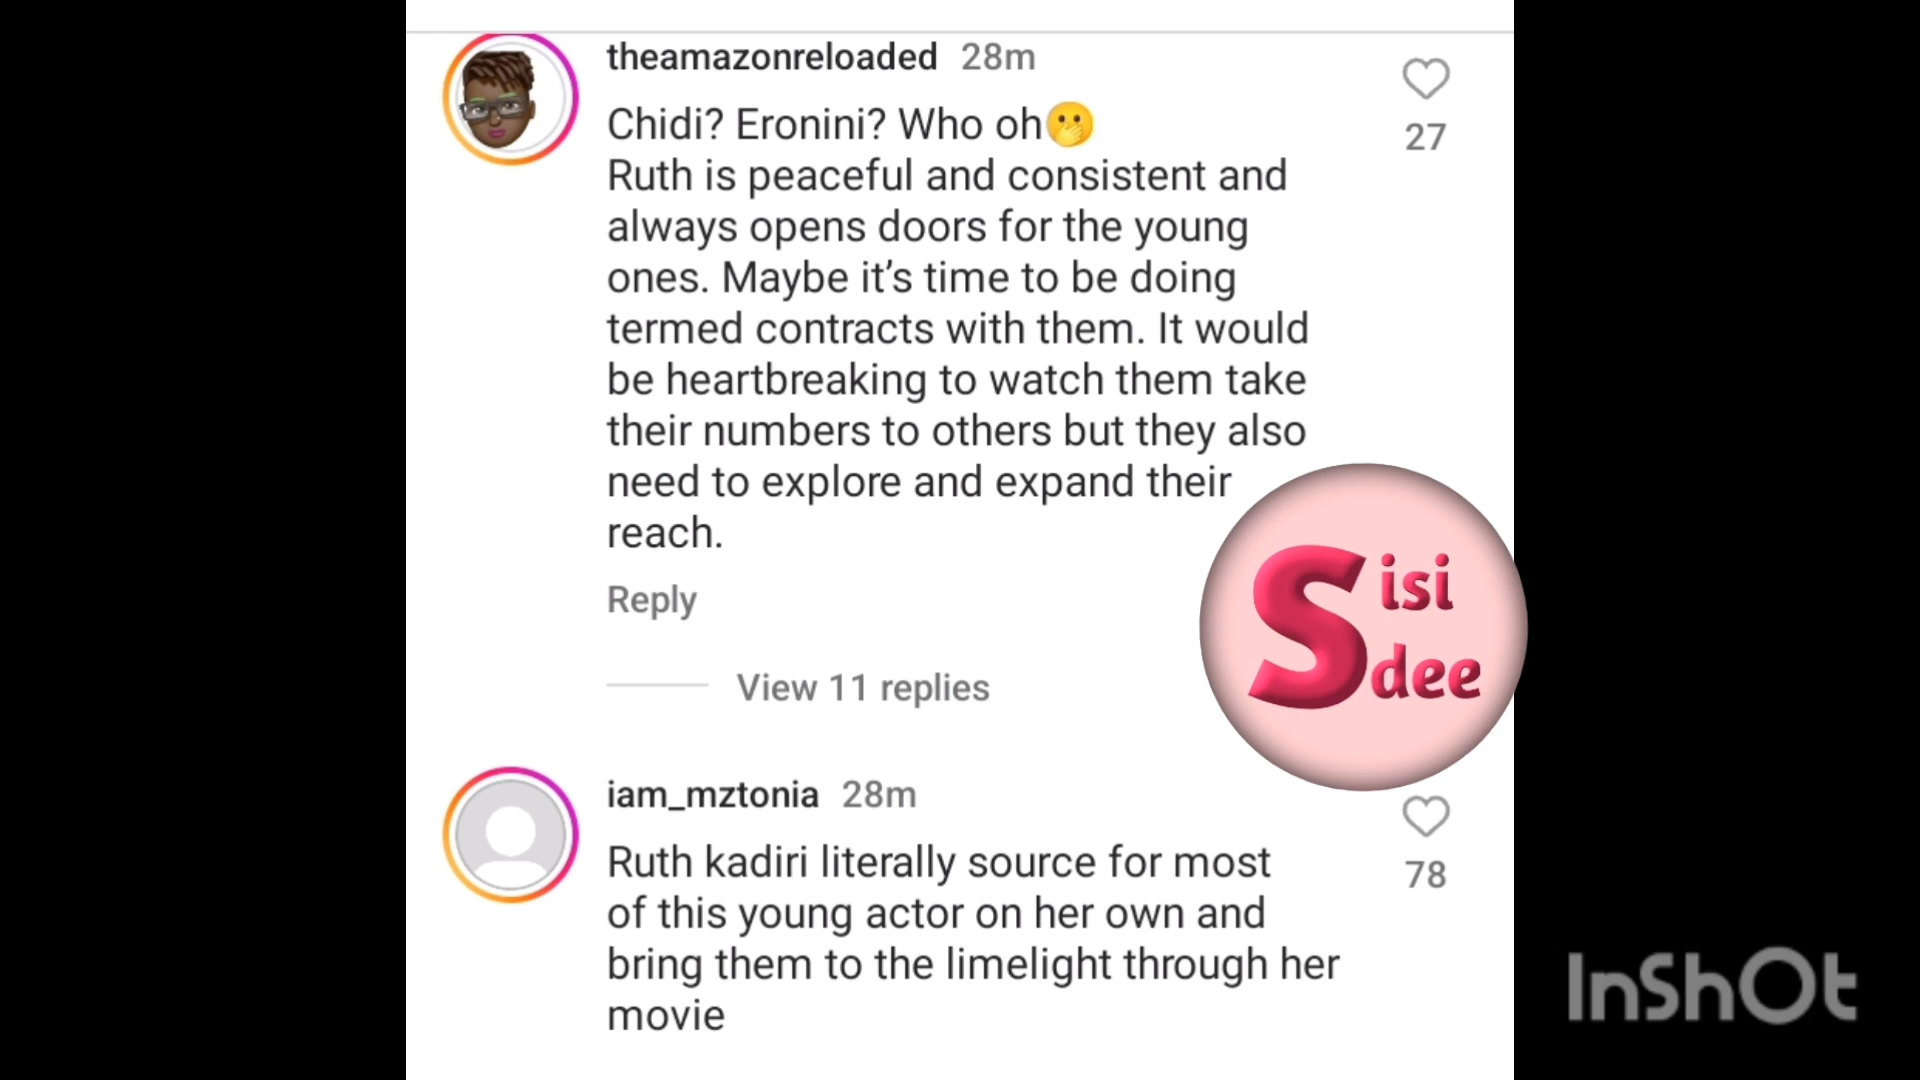 theamazonreloaded 28m
Chidi? Eronini? Who oh🫢
27
Ruth is peaceful and consistent and
always opens doors for the young
ones. Maybe it’s time to be doing
termed contracts with them. It would
be heartbreaking to watch them take
their numbers to others but they also
need to explore and expand their
reach.
Reply
View 11 replies
Sisi
dee
iam_mztonia 28m
Ruth kadiri literally source for most
78
of this young actor on her own and
bring them to the limelight through her
movie
InShOt